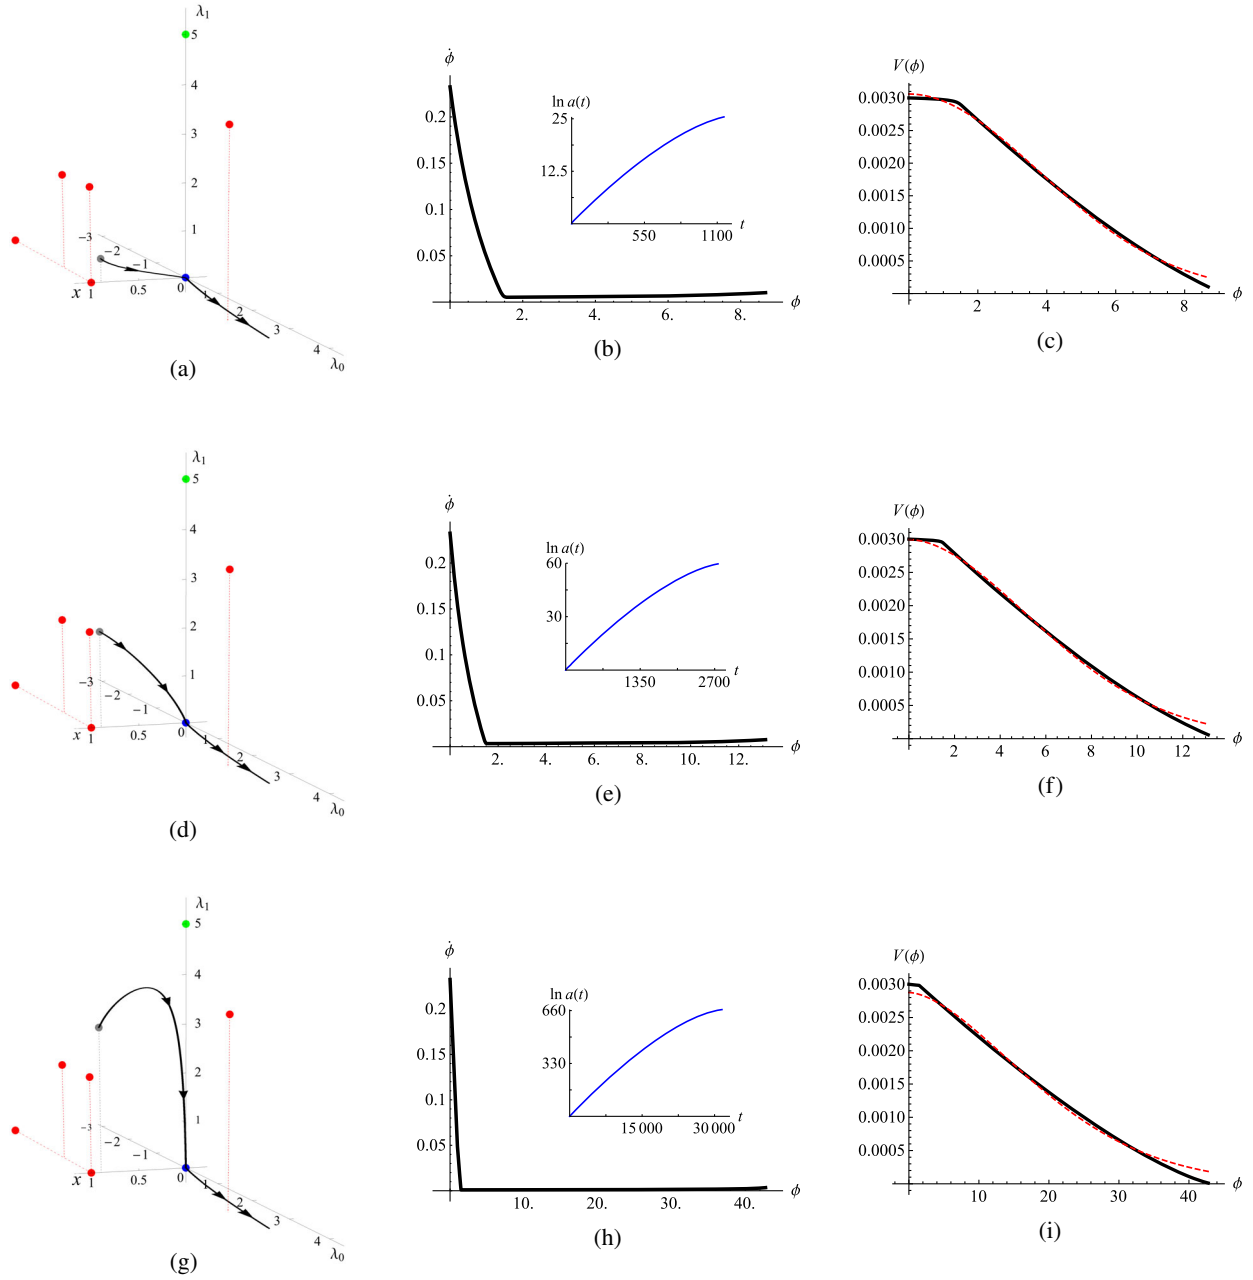 λ₁
5
4
3
2
1
−3
−2
−1
x 1 0.5 0
1
2
3
4
λ₀
(a)
ϕ̇
0.2
0.15
0.1
0.05
2. 4. 6. 8. ϕ
ln a(t)
25
12.5
550 1100 t
(b)
V(ϕ)
0.0030
0.0025
0.0020
0.0015
0.0010
0.0005
2 4 6 8 ϕ
(c)
λ₁
5
4
3
2
1
−3
−2
−1
x 1 0.5 0
1
2
3
4
λ₀
(d)
ϕ̇
0.2
0.15
0.1
0.05
2. 4. 6. 8. 10. 12. ϕ
ln a(t)
60
30
1350 2700 t
(e)
V(ϕ)
0.0030
0.0025
0.0020
0.0015
0.0010
0.0005
2 4 6 8 10 12 ϕ
(f)
λ₁
5
4
3
2
1
−3
−2
−1
x 1 0.5 0
1
2
3
4
λ₀
(g)
ϕ̇
0.2
0.15
0.1
0.05
10. 20. 30. 40. ϕ
ln a(t)
660
330
15 000 30 000 t
(h)
V(ϕ)
0.0030
0.0025
0.0020
0.0015
0.0010
0.0005
10 20 30 40 ϕ
(i)